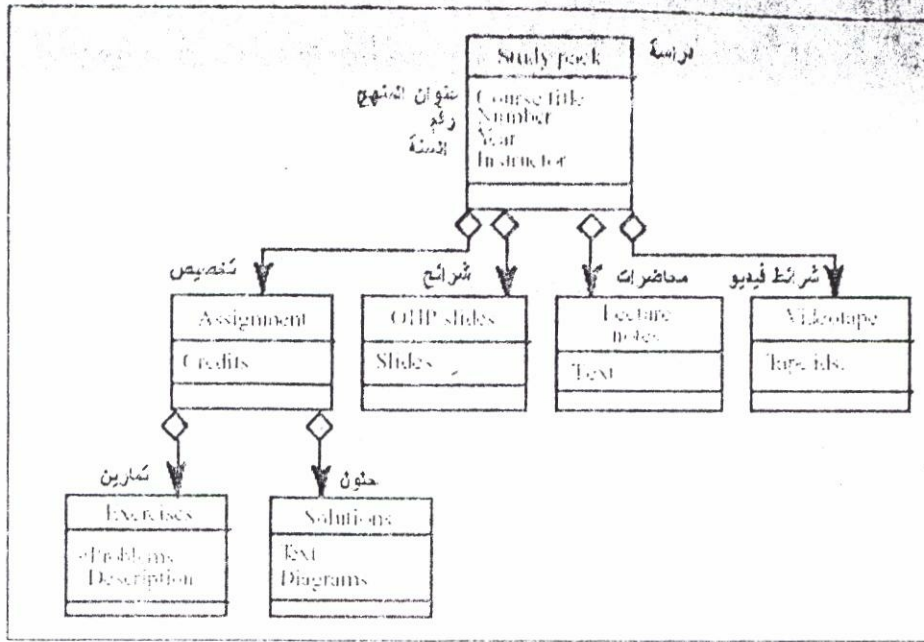 Study pack
دراسة
Course title
Number
Year
Instructor
عنوان المنهج
رقم
السنة
تخصيص
شرائح
محاضرات
شرائط فيديو
Assignment
Credits
OHP slides
Slides
Lecture
notes
Text
Videotape
Tape ids.
تمارين
حلول
Exercises
Problems
Description
Solutions
Text
Diagrams